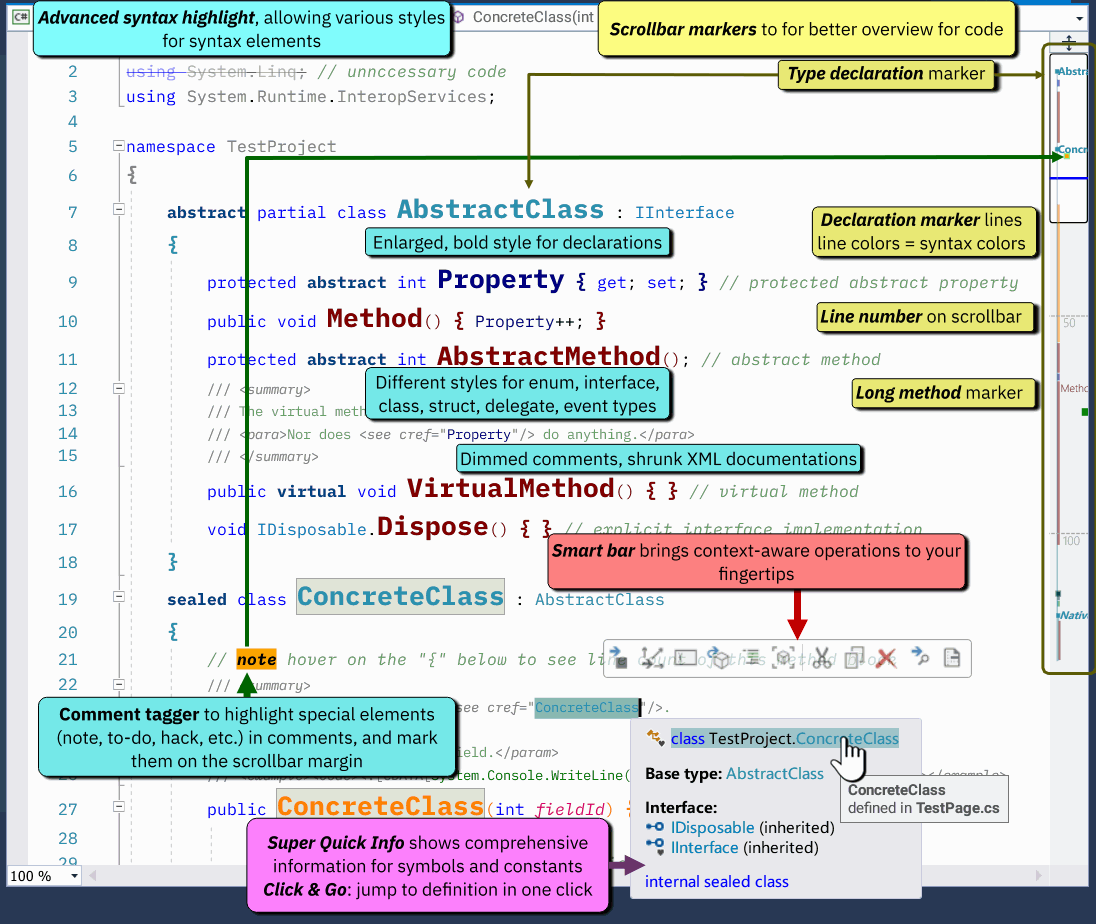 C#
Advanced syntax highlight, allowing various styles
for syntax elements
ConcreteClass(int
Scrollbar markers to for better overview for code
Type declaration marker
2 using System.Linq; // unnccessary code
3 using System.Runtime.InteropServices;
4
5 namespace TestProject
6 {
7 abstract partial class AbstractClass : IInterface
8 {
Enlarged, bold style for declarations
Declaration marker lines
line colors = syntax colors
9 protected abstract int Property { get; set; } // protected abstract property
10 public void Method() { Property++; }
Line number on scrollbar
11 protected abstract int AbstractMethod(); // abstract method
12 /// <summary>
Different styles for enum, interface,
class, struct, delegate, event types
Long method marker
13 /// The virtual meth
14 /// <para>Nor does <see cref="Property"/> do anything.</para>
15 /// </summary>
Dimmed comments, shrunk XML documentations
16 public virtual void VirtualMethod() { } // virtual method
17 void IDisposable.Dispose() { } // explicit interface implementation
18 }
Smart bar brings context-aware operations to your
fingertips
19 sealed class ConcreteClass : AbstractClass
20 {
21 // note hover on the "{" below to see line count of this method block
22 /// <summary>
see cref="ConcreteClass"/>.
Comment tagger to highlight special elements
(note, to-do, hack, etc.) in comments, and mark
them on the scrollbar margin
ield.</param>
System.Console.WriteLine(
class TestProject.ConcreteClass
Base type: AbstractClass
ConcreteClass
defined in TestPage.cs
Interface:
IDisposable (inherited)
IInterface (inherited)
internal sealed class
27 public ConcreteClass(int fieldId) {
28
29
Super Quick Info shows comprehensive
information for symbols and constants
Click & Go: jump to definition in one click
100 %
Abstra
Concr
50
Metho
100
Native